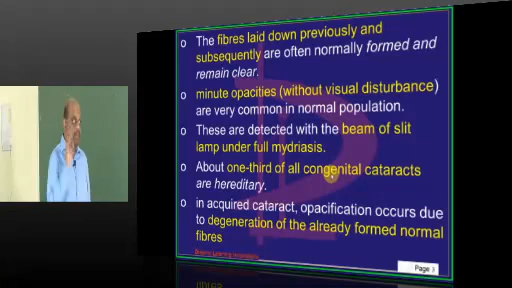 o The fibres laid down previously and
subsequently are often normally formed and
remain clear.
o minute opacities (without visual disturbance)
are very common in normal population.
o These are detected with the beam of slit
lamp under full mydriasis.
o About one-third of all congenital cataracts
are hereditary.
o in acquired cataract, opacification occurs due
to degeneration of the already formed normal
fibres
Page 3
fibres